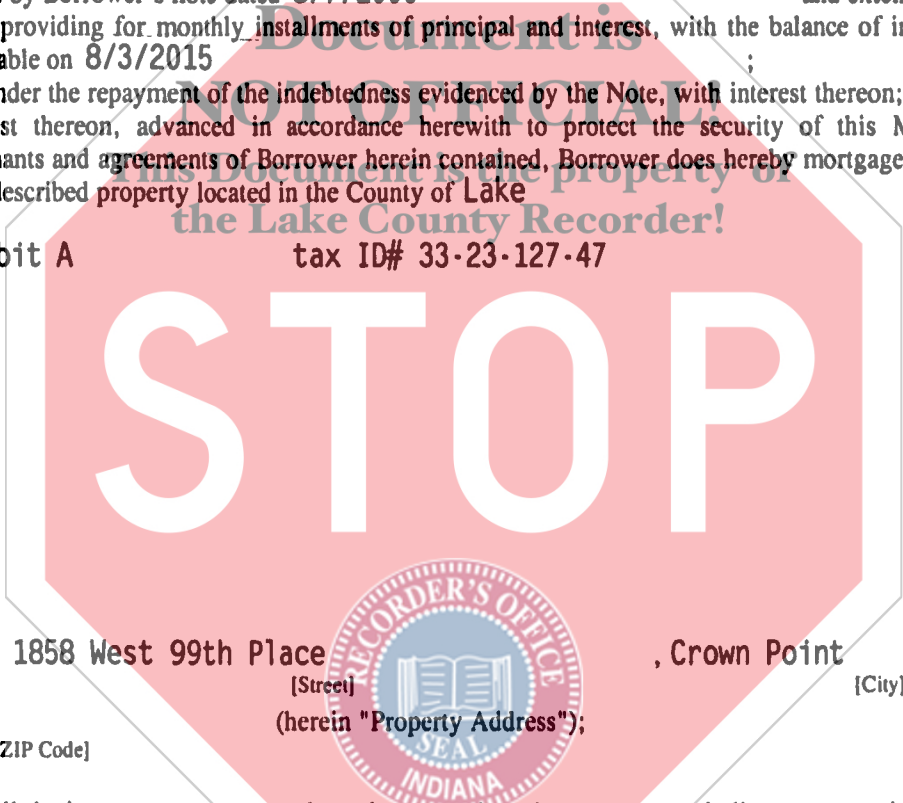 Document is
providing for monthly installments of principal and interest, with the balance of
able on 8/3/2015 ;
NOT OFFICIAL!
nder the repayment of the indebtedness evidenced by the Note, with interest thereon;
st thereon, advanced in accordance herewith to protect the security of this M
ants and agreements of Borrower herein contained, Borrower does hereby mortgage
This Document is the property of
escribed property located in the County of Lake
the Lake County Recorder!
bit A tax ID# 33-23-127-47
STOP
1858 West 99th Place , Crown Point
[Street] [City]
(herein "Property Address");
ZIP Code]
RECORDER'S OFFICE
SEAL
INDIANA